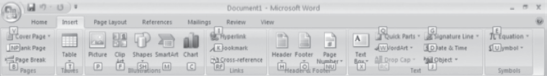 Document1 - Microsoft Word
Home Insert Page Layout References Mailings Review View
Cover Page Hyperlink Quick Parts Signature Line Equation
Blank Page Table Picture Clip Art Shapes SmartArt Chart Bookmark Header Footer Page Number Text Box WordArt Date & Time Symbol
Page Break Cross-reference Drop Cap Object
Pages Tables Illustrations Links Header & Footer Text